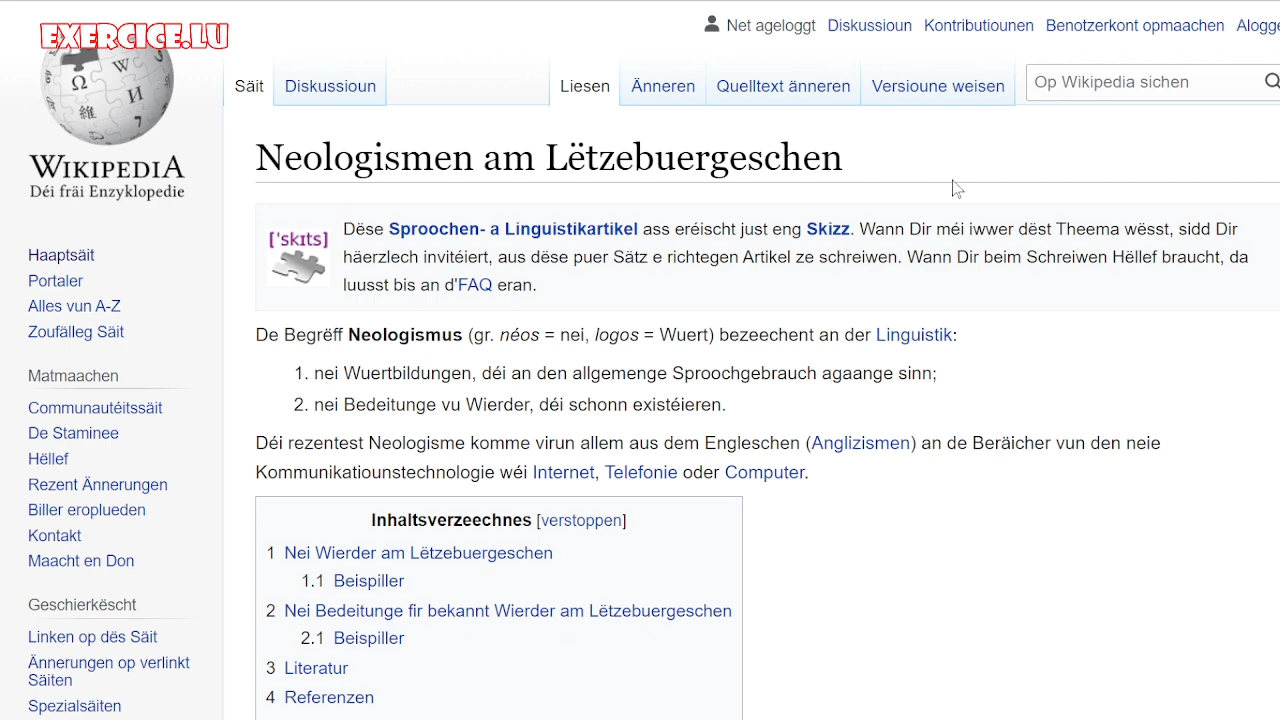 EXERCICE.LU
Net ageloggt Diskussioun Kontributiounen Benotzerkont opmaachen
Säit Diskussioun Liesen Änneren Quelltext änneren Versioune weisen Op Wikipedia sichen
Ω W И 維 7
WIKIPEDIA
Déi fräi Enzyklopedie
Haaptsäit
Portaler
Alles vun A-Z
Zoufälleg Säit
Matmaachen
Communautéitssäit
De Staminee
Hëllef
Rezent Ännerungen
Biller eroplueden
Kontakt
Maacht en Don
Geschierkëscht
Linken op dës Säit
Ännerungen op verlinkt
Säiten
Spezialsäiten
Neologismen am Lëtzebuergeschen
['skɪts]
Dëse Sproochen- a Linguistikartikel ass eréischt just eng Skizz. Wann Dir méi iwwer dëst Theema wësst, sidd Dir
häerzlech invitéiert, aus dëse puer Sätz e richtegen Artikel ze schreiwen. Wann Dir beim Schreiwen Hëllef braucht, da
luusst bis an d'FAQ eran.
De Begrëff Neologismus (gr. néos = nei, logos = Wuert) bezeechent an der Linguistik:
1. nei Wuertbildungen, déi an den allgemenge Sproochgebrauch agaange sinn;
2. nei Bedeitunge vu Wierder, déi schonn existéieren.
Déi rezentest Neologisme komme virun allem aus dem Engleschen (Anglizismen) an de Beräicher vun den neie
Kommunikatiounstechnologie wéi Internet, Telefonie oder Computer.
Inhaltsverzeechnes [verstoppen]
1 Nei Wierder am Lëtzebuergeschen
1.1 Beispiller
2 Nei Bedeitunge fir bekannt Wierder am Lëtzebuergeschen
2.1 Beispiller
3 Literatur
4 Referenzen